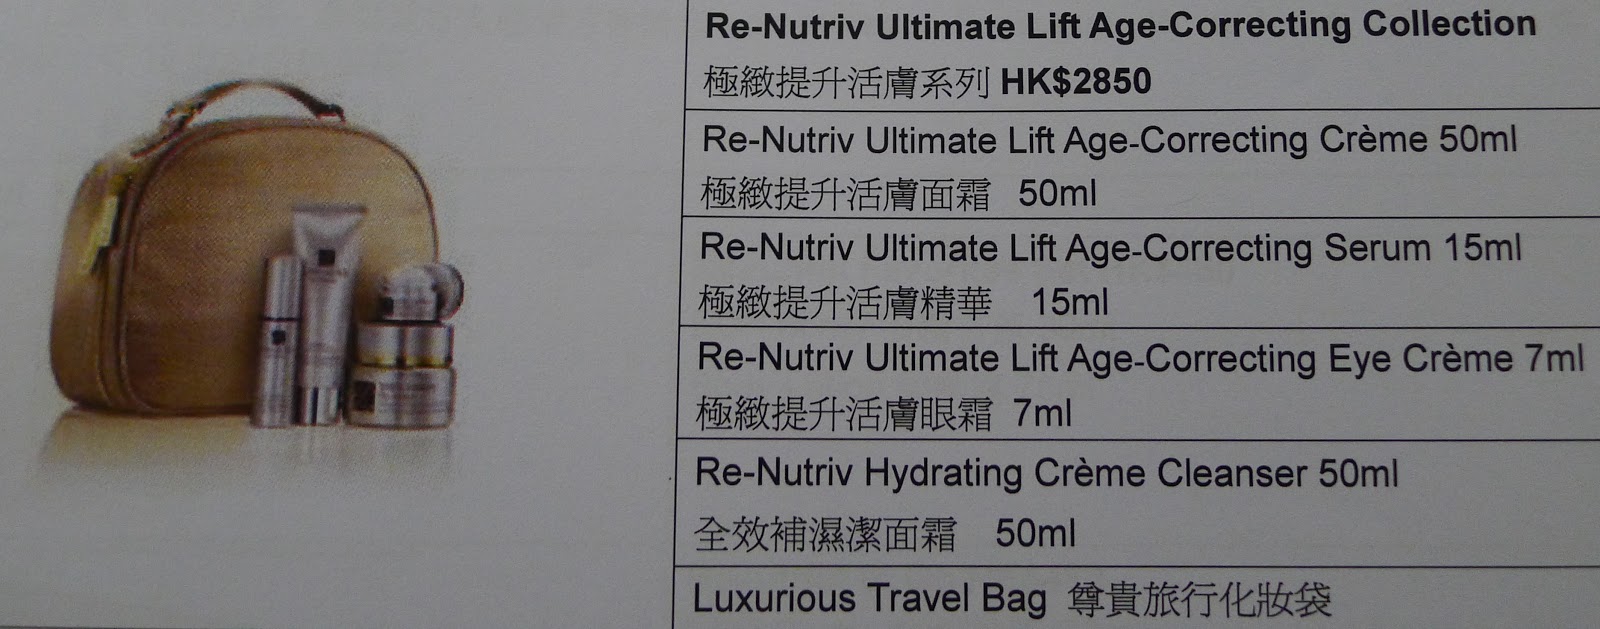 Re-Nutriv Ultimate Lift Age-Correcting Collection
極緻提升活膚系列 HK$2850
Re-Nutriv Ultimate Lift Age-Correcting Crème 50ml
極緻提升活膚面霜 50ml
Re-Nutriv Ultimate Lift Age-Correcting Serum 15ml
極緻提升活膚精華 15ml
Re-Nutriv Ultimate Lift Age-Correcting Eye Crème 7ml
極緻提升活膚眼霜 7ml
Re-Nutriv Hydrating Crème Cleanser 50ml
全效補濕潔面霜 50ml
Luxurious Travel Bag 尊貴旅行化妝袋